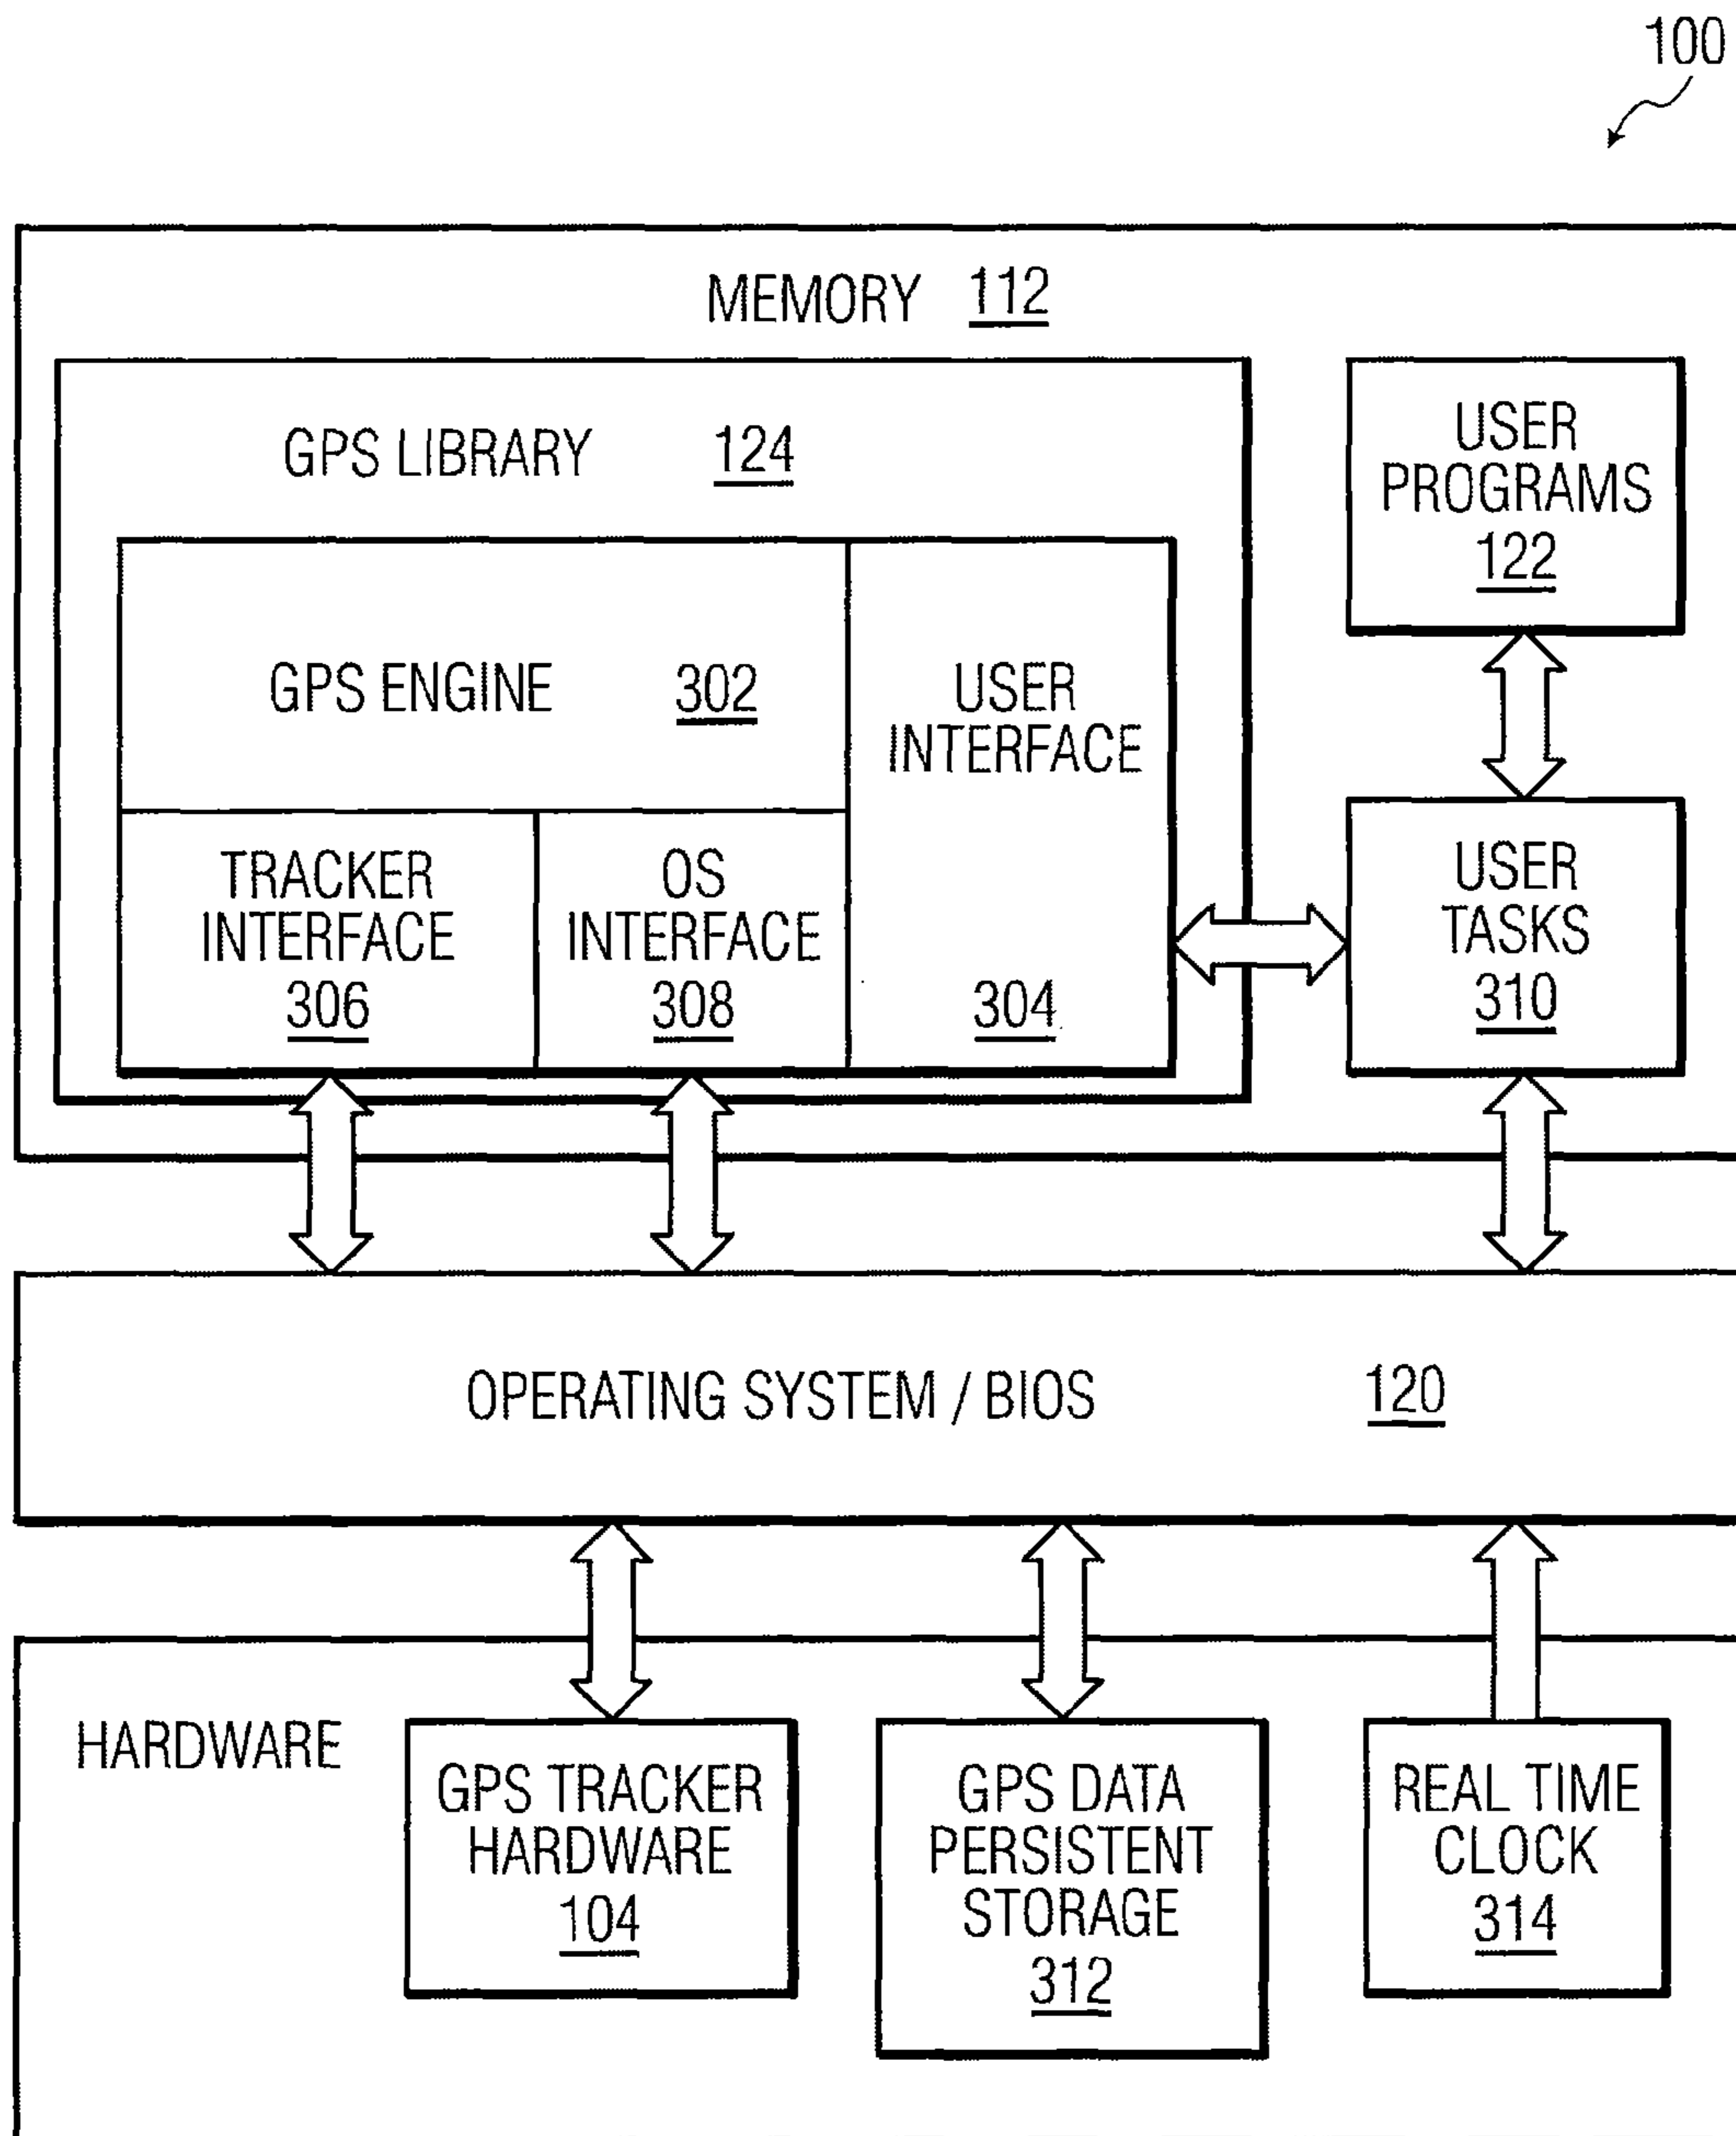 100
MEMORY 112
GPS LIBRARY 124
USER
PROGRAMS
122
GPS ENGINE 302
USER
INTERFACE
304
TRACKER
INTERFACE
306
OS
INTERFACE
308
USER
TASKS
310
OPERATING SYSTEM / BIOS 120
HARDWARE
GPS TRACKER
HARDWARE
104
GPS DATA
PERSISTENT
STORAGE
312
REAL TIME
CLOCK
314